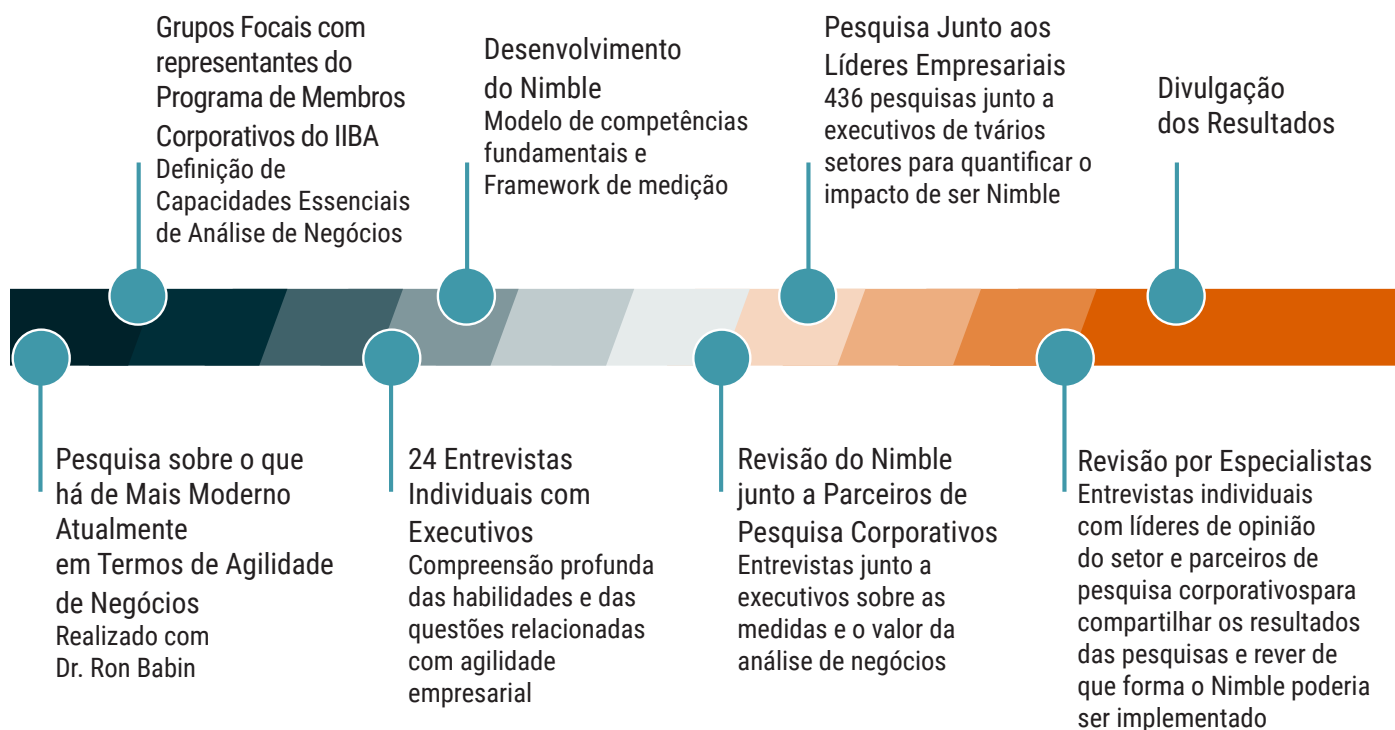 Grupos Focais com
representantes do
Programa de Membros
Corporativos do IIBA
Definição de
Capacidades Essenciais
de Análise de Negócios
Desenvolvimento
do Nimble
Modelo de competências
fundamentais e
Framework de medição
Pesquisa Junto aos
Líderes Empresariais
436 pesquisas junto a
executivos de tvários
setores para quantificar o
impacto de ser Nimble
Divulgação
dos Resultados
Pesquisa sobre o que
há de Mais Moderno
Atualmente
em Termos de Agilidade
de Negócios
Realizado com
Dr. Ron Babin
24 Entrevistas
Individuais com
Executivos
Compreensão profunda
das habilidades e das
questões relacionadas
com agilidade
empresarial
Revisão do Nimble
junto a Parceiros de
Pesquisa Corporativos
Entrevistas junto a
executivos sobre as
medidas e o valor da
análise de negócios
Revisão por Especialistas
Entrevistas individuais
com líderes de opinião
do setor e parceiros de
pesquisa corporativospara
compartilhar os resultados
das pesquisas e rever de
que forma o Nimble poderia
ser implementado